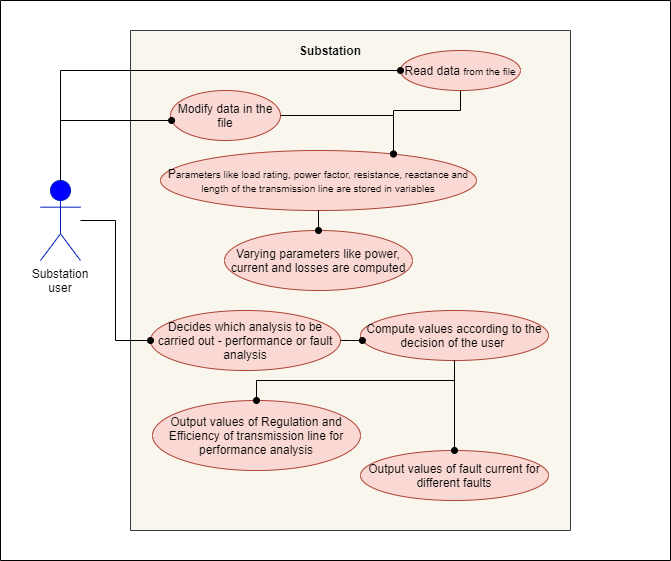 Substation
Read data from the file
Modify data in the
file
Parameters like load rating, power factor, resistance, reactance and
length of the transmission line are stored in variables
Varying parameters like power,
current and losses are computed
Substation
user
Decides which analysis to be
carried out - performance or fault
analysis
Compute values according to the
decision of the user
Output values of Regulation and
Efficiency of transmission line for
performance analysis
Output values of fault current for
different faults